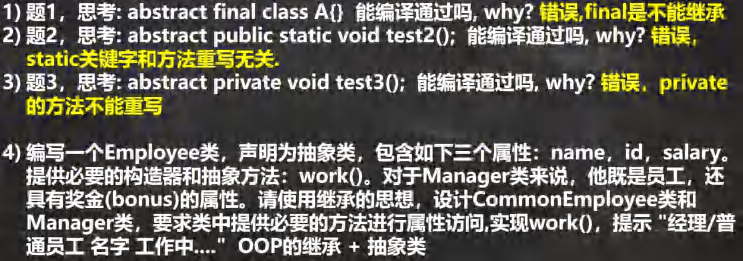 1) 题1，思考: abstract final class A{}  能编译通过吗, why? 错误,final是不能继承
2) 题2，思考: abstract public static void test2();  能编译通过吗, why? 错误，
static关键字和方法重写无关.
3) 题3，思考: abstract private void test3();  能编译通过吗, why? 错误，private
的方法不能重写
4) 编写一个Employee类，声明为抽象类，包含如下三个属性：name，id，salary。
提供必要的构造器和抽象方法：work()。对于Manager类来说，他既是员工，还
具有奖金(bonus)的属性。请使用继承的思想，设计CommonEmployee类和
Manager类，要求类中提供必要的方法进行属性访问,实现work()，提示 "经理/普
通员工 名字 工作中...."  OOP的继承 + 抽象类